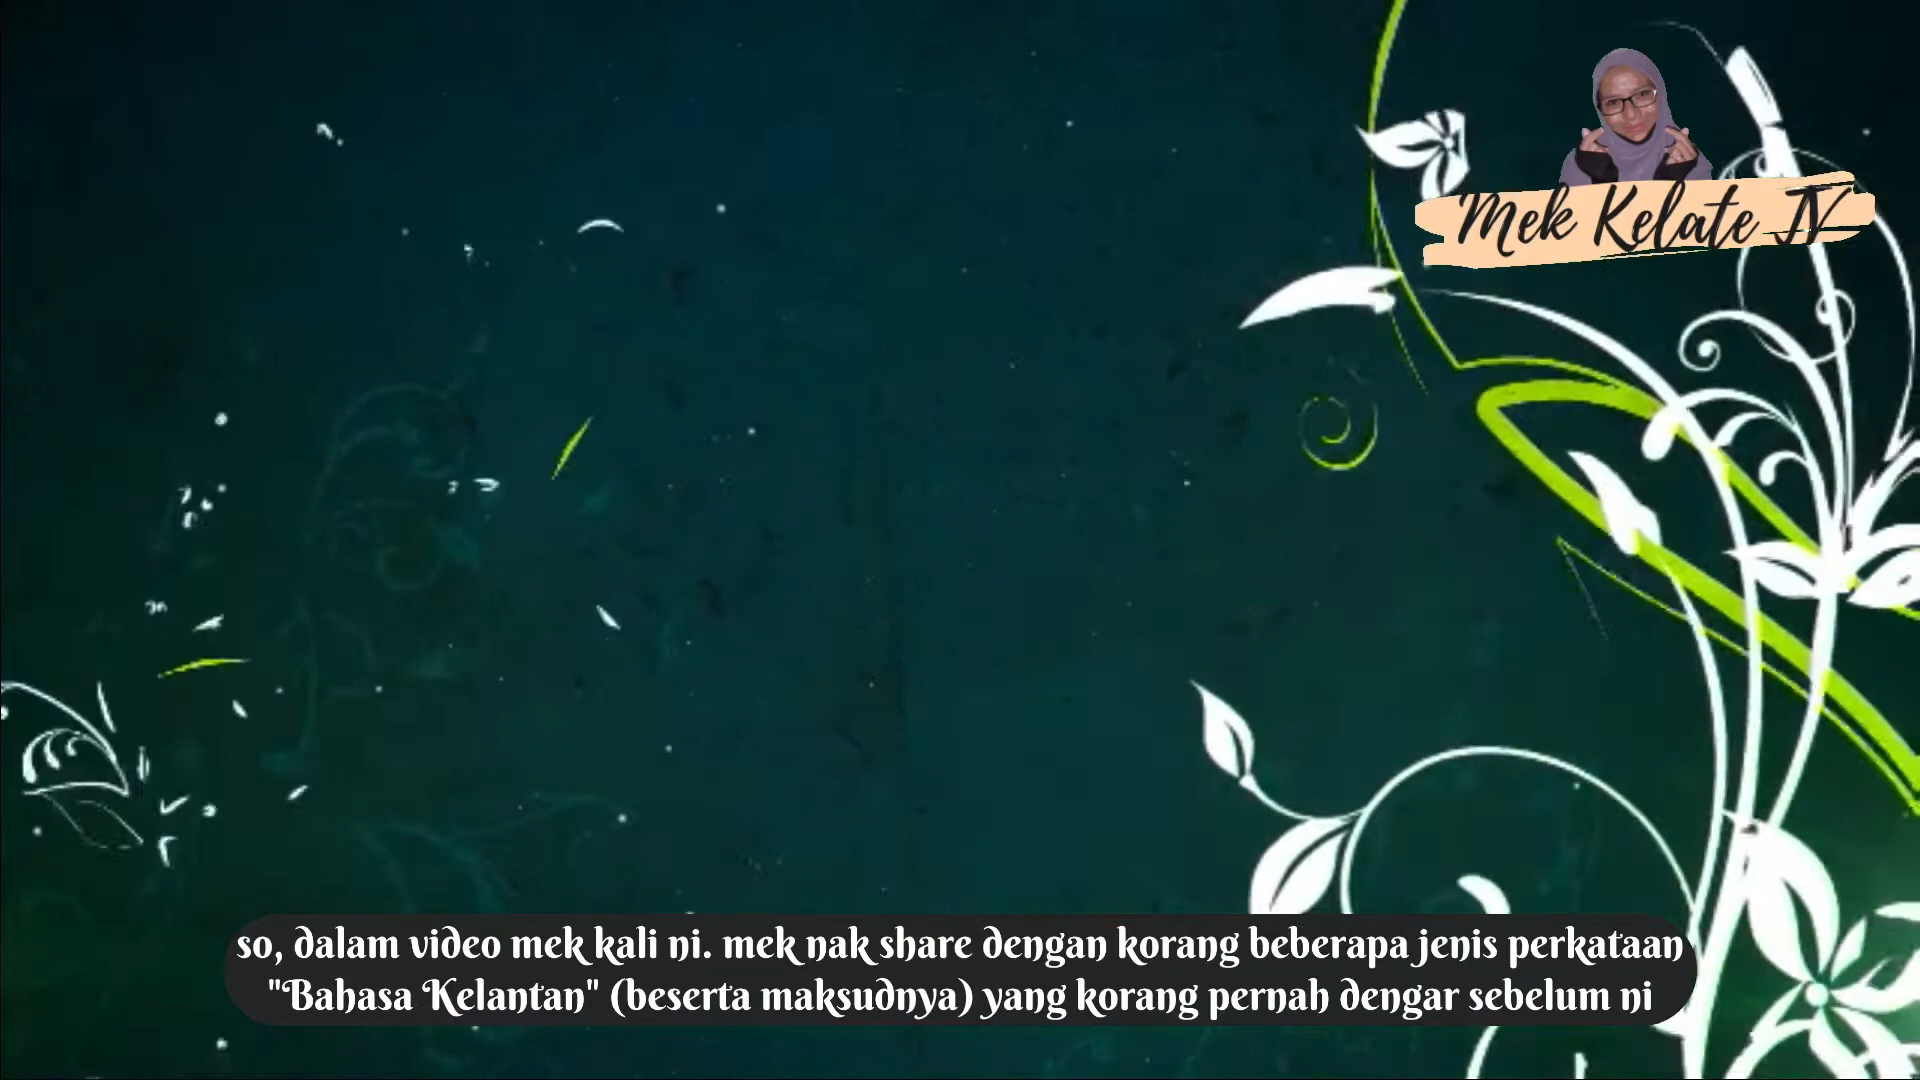 Mek Kelate TV
so, dalam video mek kali ni. mek nak share dengan korang beberapa jenis perkataan
"Bahasa Kelantan" (beserta maksudnya) yang korang pernah dengar sebelum ni